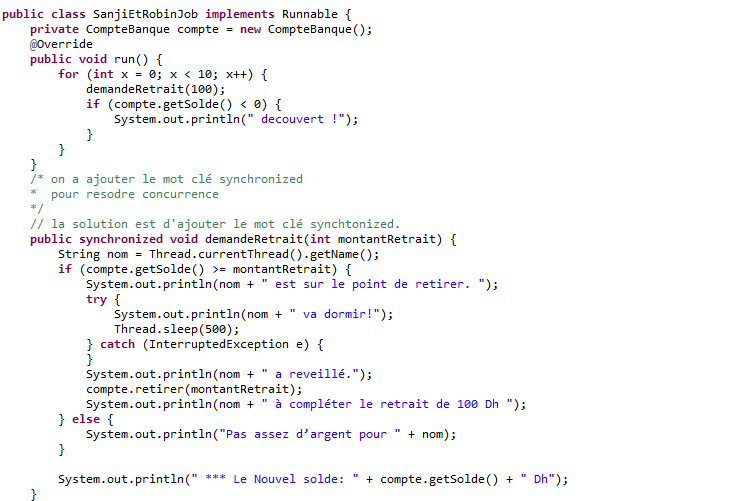 public class SanjiEtRobinJob implements Runnable {
private CompteBanque compte = new CompteBanque();
@Override
public void run() {
for (int x = 0; x < 10; x++) {
demandeRetrait(100);
if (compte.getSolde() < 0) {
System.out.println(" decouvert !");
}
}
}
/* on a ajouter le mot clé synchronized
* pour resodre concurrence
*/
// la solution est d'ajouter le mot clé synchtonized.
public synchronized void demandeRetrait(int montantRetrait) {
String nom = Thread.currentThread().getName();
if (compte.getSolde() >= montantRetrait) {
System.out.println(nom + " est sur le point de retirer. ");
try {
System.out.println(nom + " va dormir!");
Thread.sleep(500);
} catch (InterruptedException e) {
}
System.out.println(nom + " a reveillé.");
compte.retirer(montantRetrait);
System.out.println(nom + " à compléter le retrait de 100 Dh ");
} else {
System.out.println("Pas assez d’argent pour " + nom);
}
System.out.println(" *** Le Nouvel solde: " + compte.getSolde() + " Dh");
}